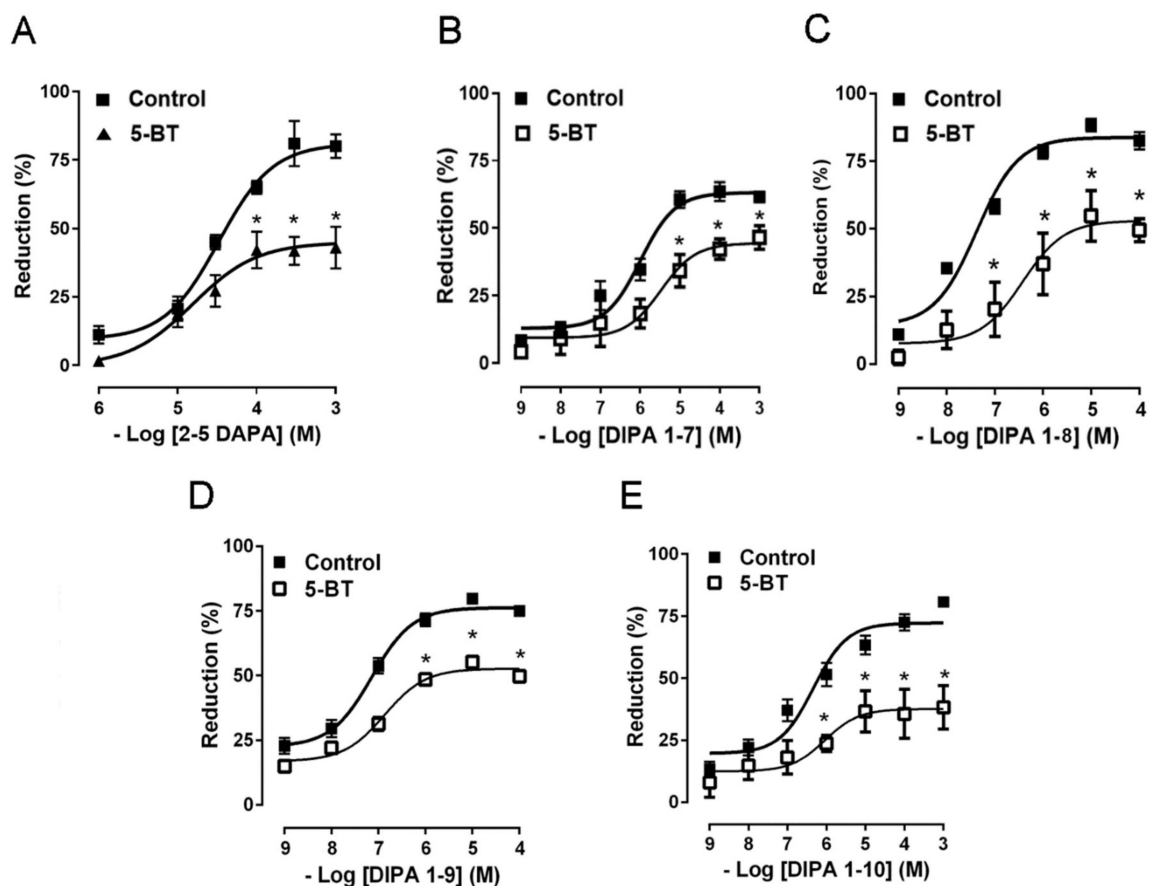 A
100
75
50
25
0
Reduction (%)
Control
5-BT
* * *
6 5 4 3
- Log [2-5 DAPA] (M)
B
100
75
50
25
0
Reduction (%)
Control
5-BT
* * *
9 8 7 6 5 4 3
- Log [DIPA 1-7] (M)
C
100
75
50
25
0
Reduction (%)
Control
5-BT
* * * *
9 8 7 6 5 4
- Log [DIPA 1-8] (M)
D
100
75
50
25
0
Reduction (%)
Control
5-BT
* * *
9 8 7 6 5 4
- Log [DIPA 1-9] (M)
E
100
75
50
25
0
Reduction (%)
Control
5-BT
* * * *
9 8 7 6 5 4 3
- Log [DIPA 1-10] (M)